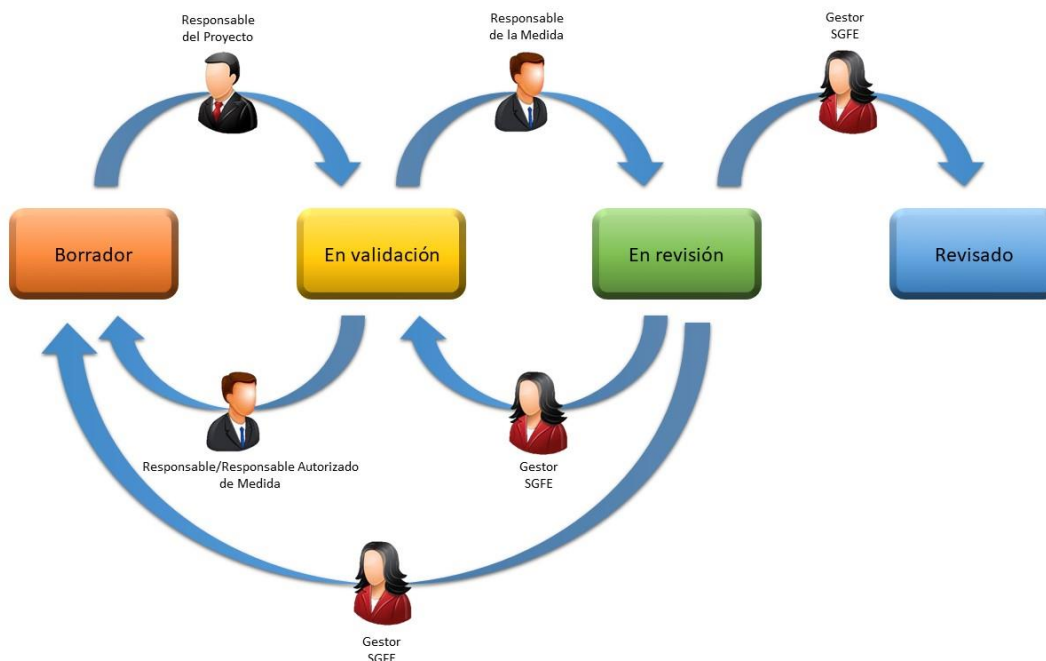 Responsable
del Proyecto
Responsable
de la Medida
Gestor
SGFE
Borrador
En validación
En revisión
Revisado
Responsable/Responsable Autorizado
de Medida
Gestor
SGFE
Gestor
SGFE